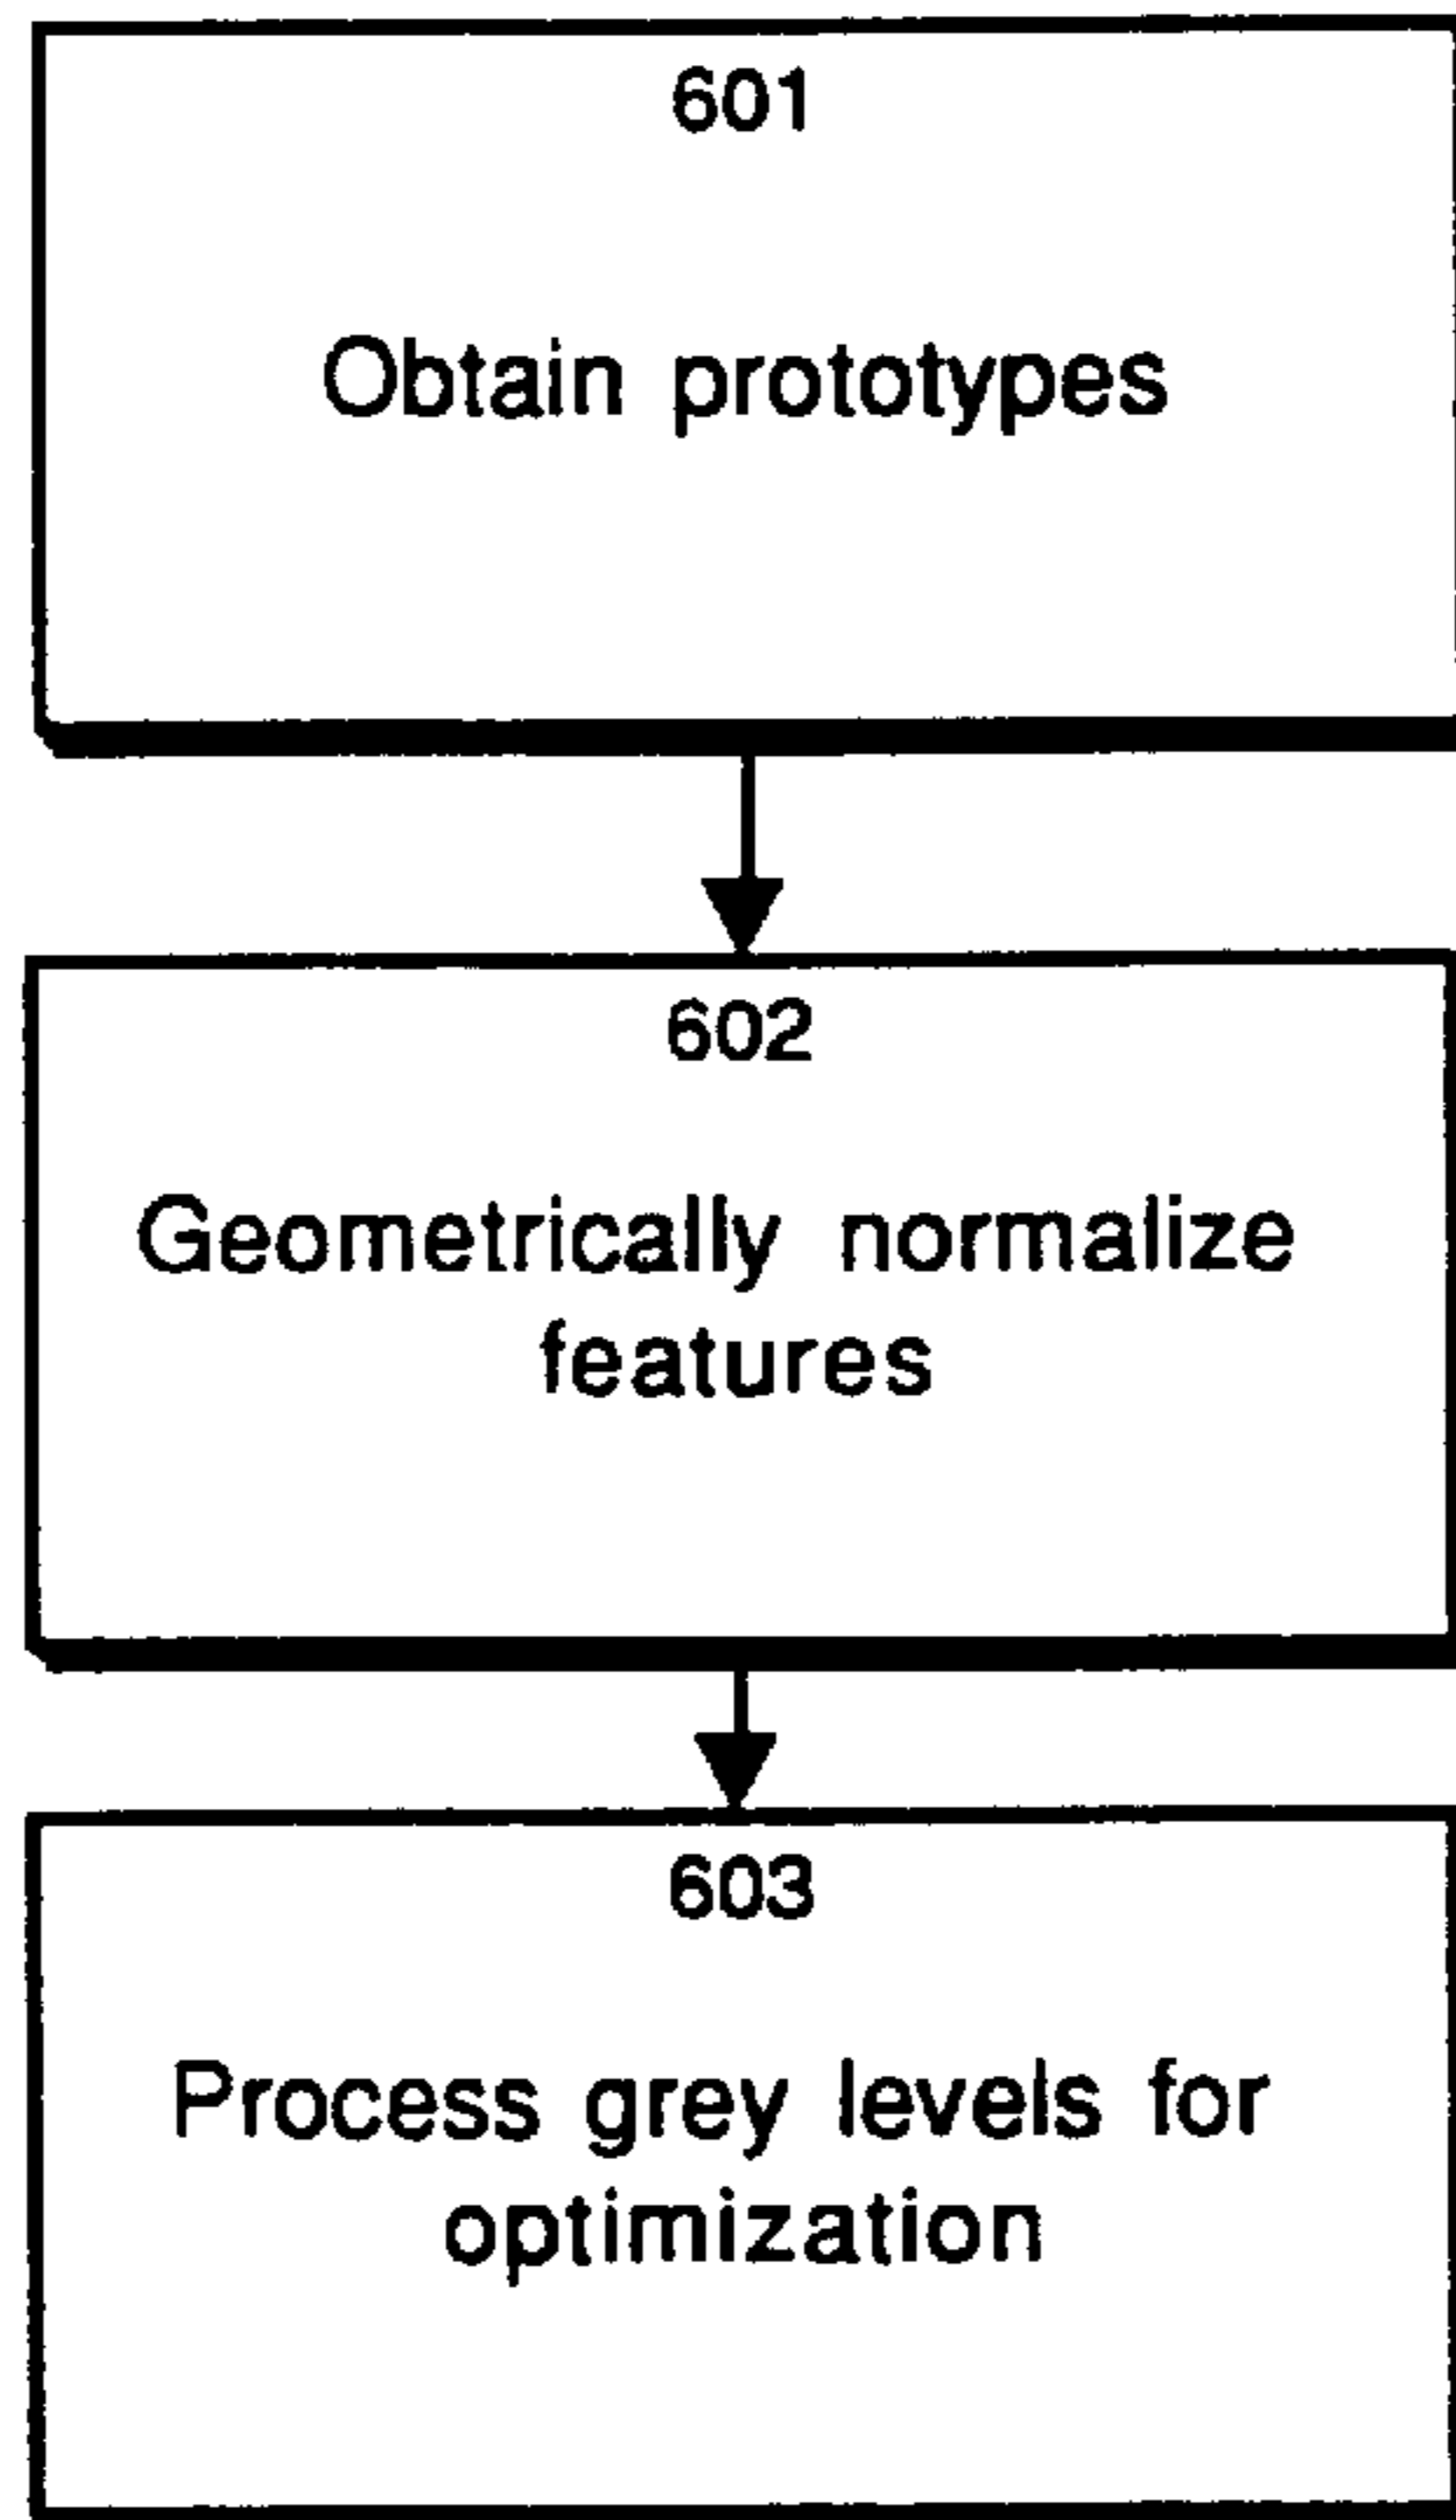 601
Obtain prototypes
602
Geometrically normalize
features
603
Process grey levels for
optimization